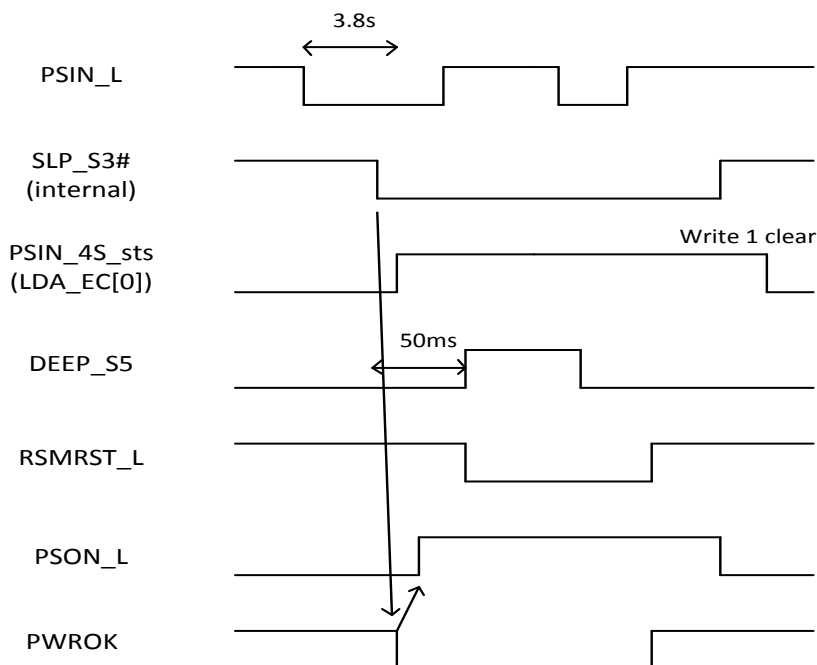 3.8s
PSIN_L
SLP_S3#
(internal)
PSIN_4S_sts
(LDA_EC[0])
Write 1 clear
50ms
DEEP_S5
RSMRST_L
PSON_L
PWROK